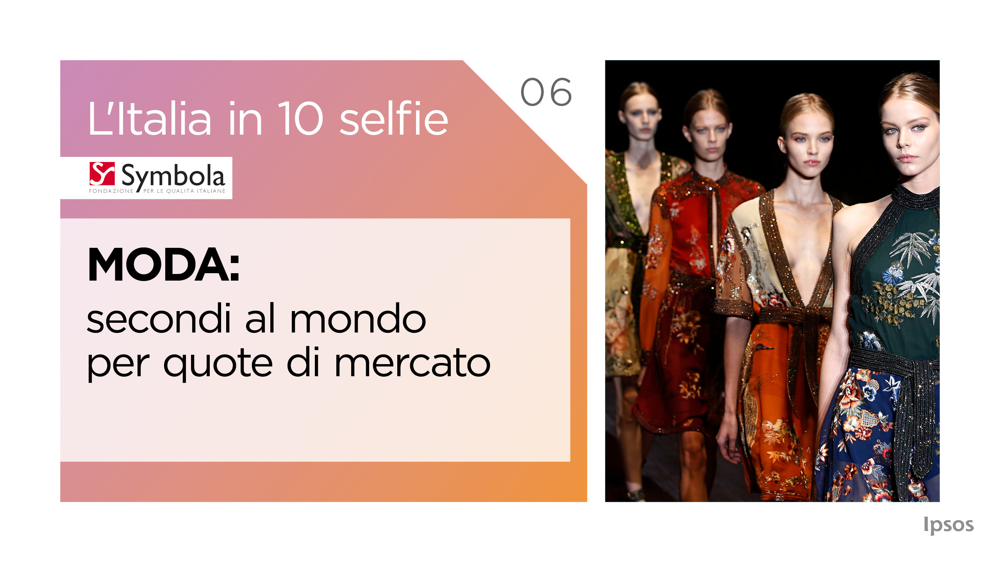 L'Italia in 10 selfie
06
Symbola
FONDAZIONE PER LE QUALITÀ ITALIANE
MODA:
secondi al mondo
per quote di mercato
Ipsos